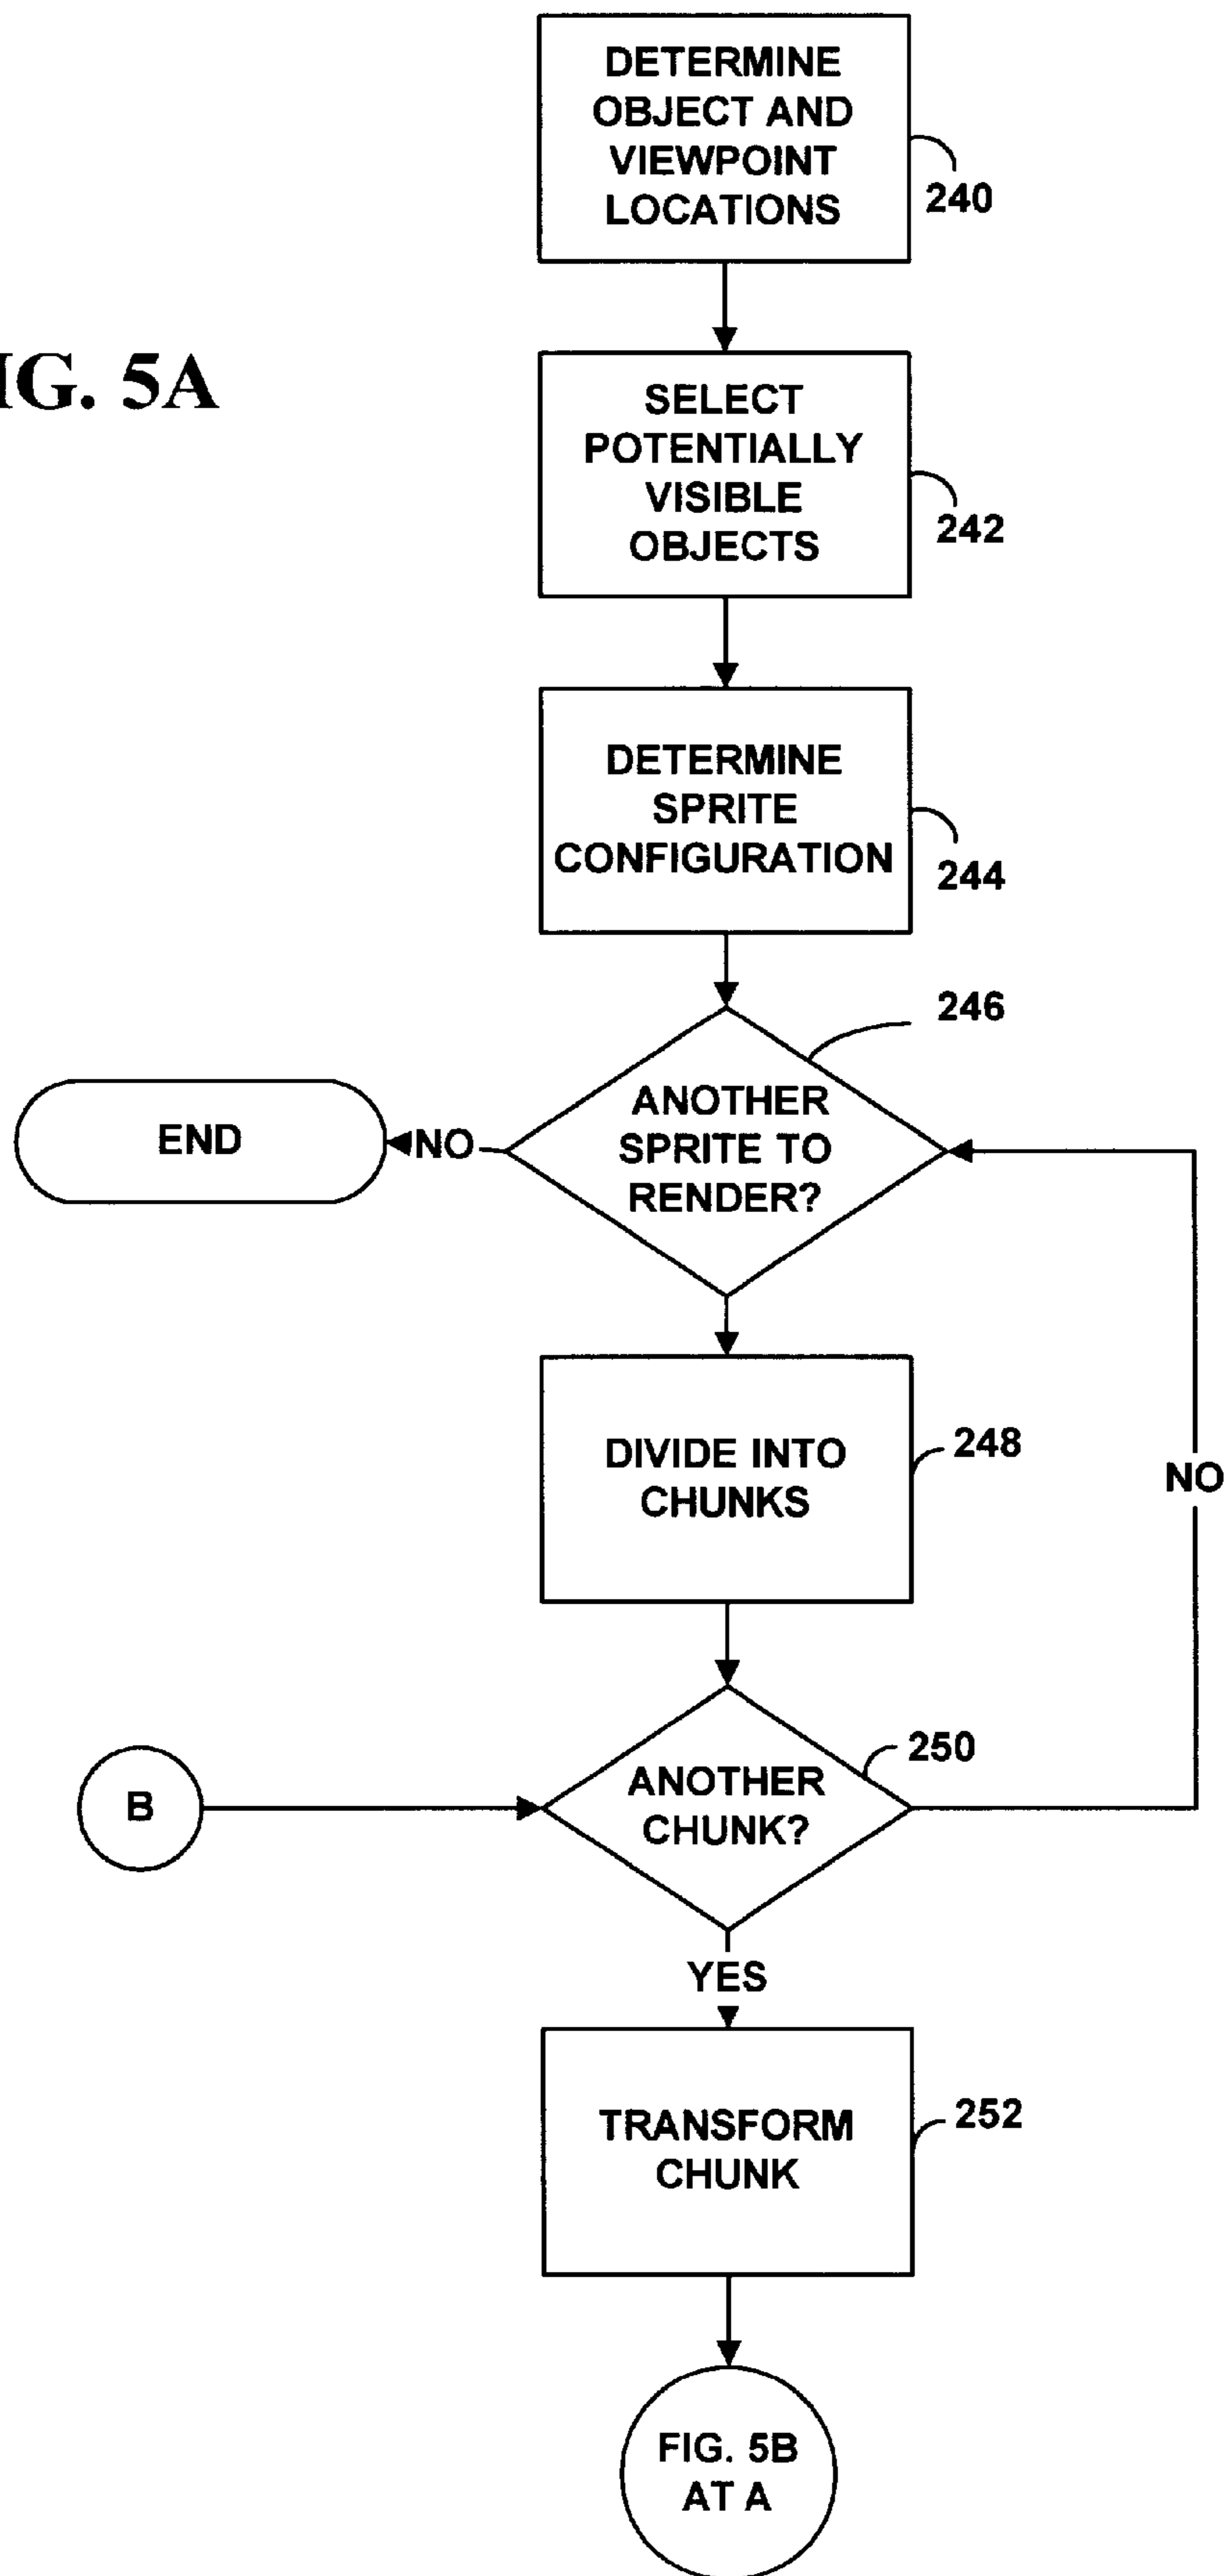 DETERMINE
OBJECT AND
VIEWPOINT
LOCATIONS
240
IG. 5A
SELECT
POTENTIALLY
VISIBLE
OBJECTS
242
DETERMINE
SPRITE
CONFIGURATION
244
246
ANOTHER
SPRITE TO
RENDER?
NO
END
DIVIDE INTO
CHUNKS
248
NO
250
ANOTHER
CHUNK?
B
YES
TRANSFORM
CHUNK
252
FIG. 5B
AT A